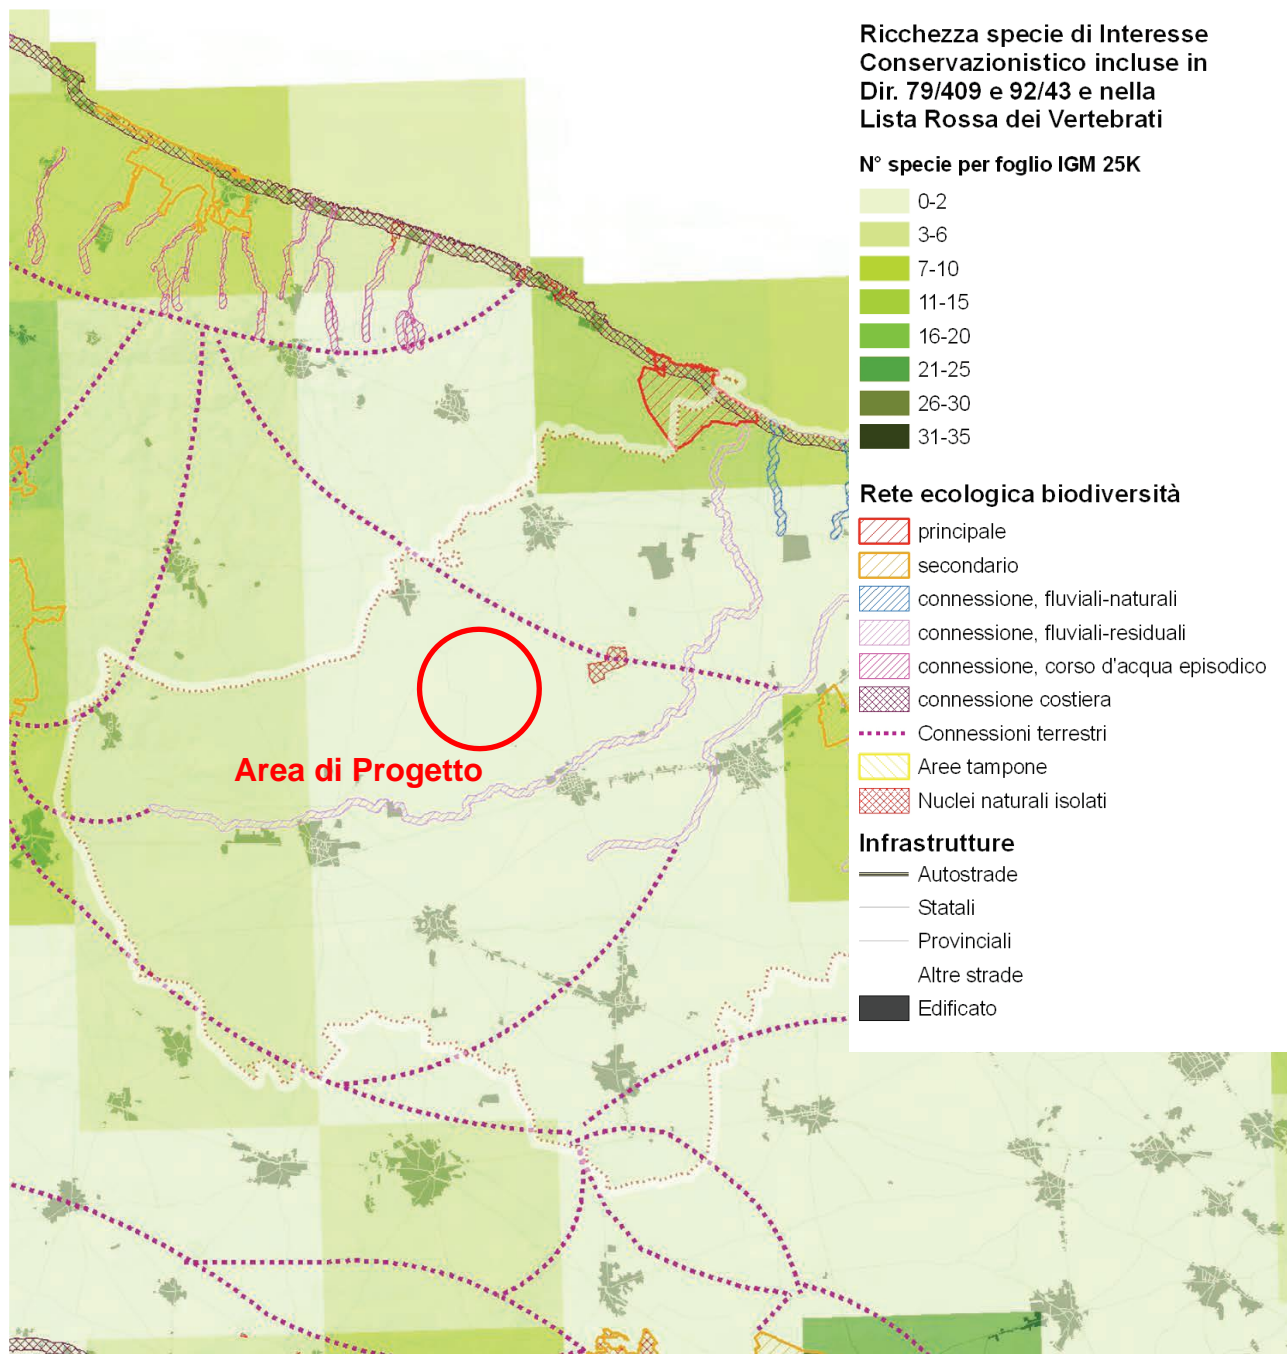 Ricchezza specie di Interesse
Conservazionistico incluse in
Dir. 79/409 e 92/43 e nella
Lista Rossa dei Vertebrati
N° specie per foglio IGM 25K
0-2
3-6
7-10
11-15
16-20
21-25
26-30
31-35
Rete ecologica biodiversità
principale
secondario
connessione, fluviali-naturali
connessione, fluviali-residuali
connessione, corso d'acqua episodico
connessione costiera
Connessioni terrestri
Aree tampone
Nuclei naturali isolati
Infrastrutture
Autostrade
Statali
Provinciali
Altre strade
Edificato
Area di Progetto